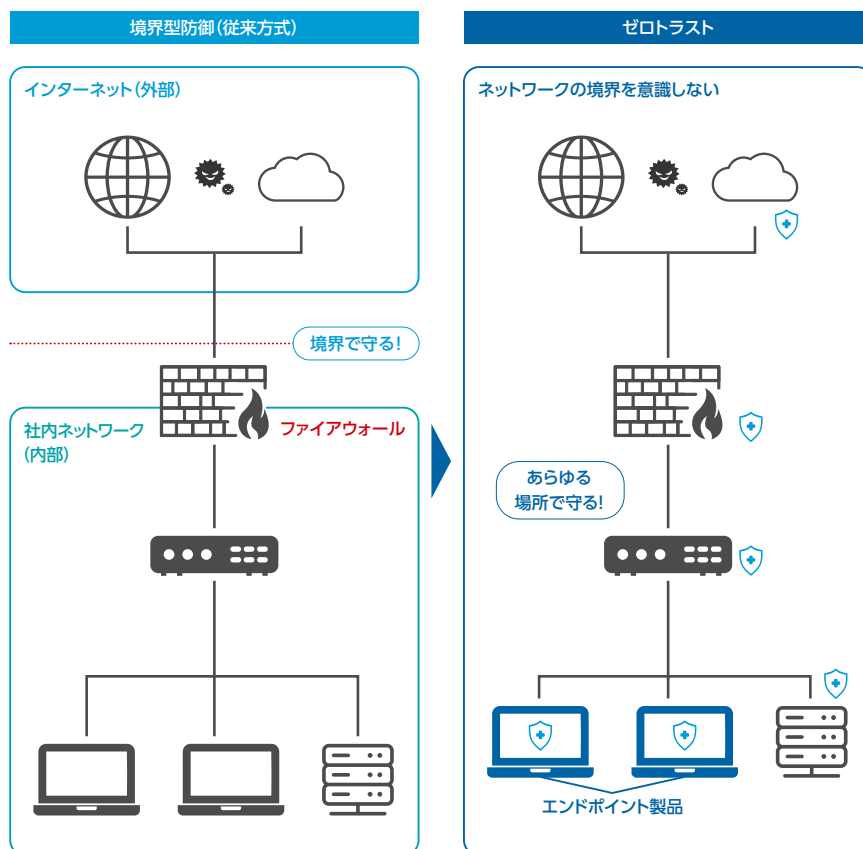 境界型防御(従来方式)
インターネット(外部)
境界で守る!
社内ネットワーク
(内部)
ファイアウォール
ゼロトラスト
ネットワークの境界を意識しない
あらゆる
場所で守る!
エンドポイント製品